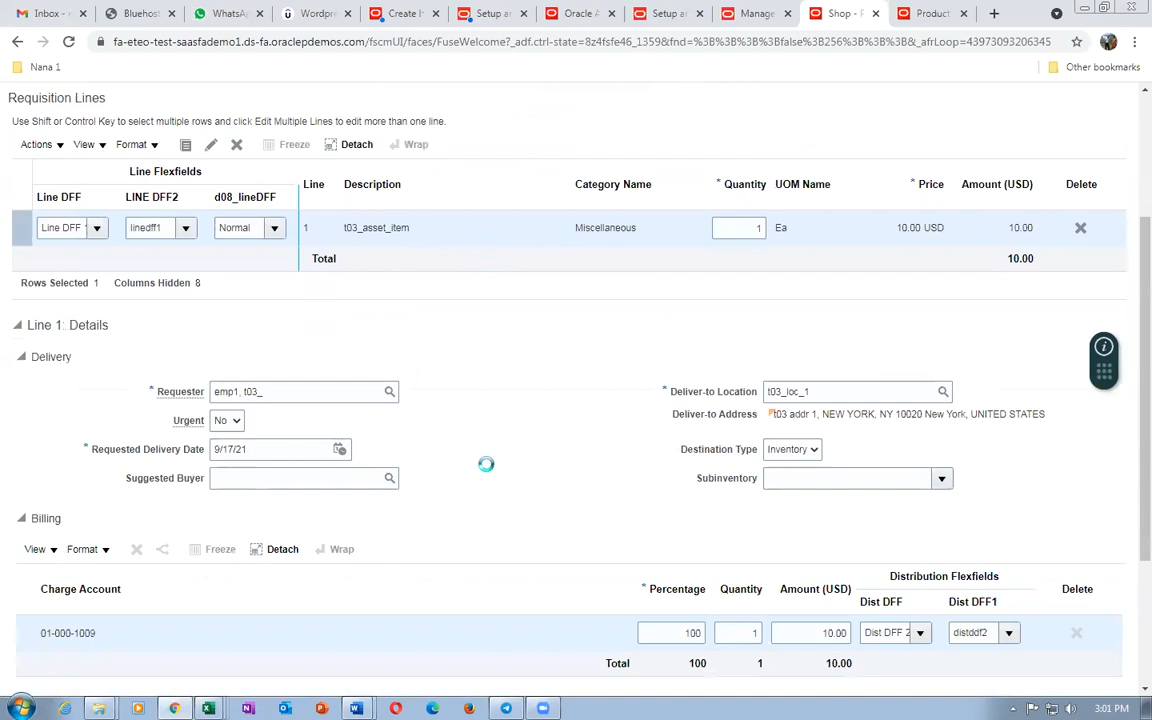 Inbox -
Bluehost
WhatsA
Wordpre
Create I
Setup ar
Oracle A
Setup ar
Manage
Shop - F
Product
fa-eteo-test-saasfademo1.ds-fa.oraclepdemos.com/fscmUI/faces/FuseWelcome?_adf.ctrl-state=8z4fsfe46_1359&fnd=%3B%3B%3B%3Bfalse%3B256%3B%3B%3B&_afrLoop=43973093206345
Nana 1 Other bookmarks
Requisition Lines
Use Shift or Control Key to select multiple rows and click Edit Multiple Lines to edit more than one line.
Actions View Format Freeze Detach Wrap
Line Flexfields
Line DFF LINE DFF2 d08_lineDFF Line Description Category Name * Quantity UOM Name * Price Amount (USD) Delete
Line DFF linedff1 Normal 1 t03_asset_item Miscellaneous 1 Ea 10.00 USD 10.00
Total 10.00
Rows Selected 1 Columns Hidden 8
Line 1: Details
Delivery
* Requester emp1, t03_ * Deliver-to Location t03_loc_1
Urgent No Deliver-to Address t03 addr 1, NEW YORK, NY 10020 New York, UNITED STATES
* Requested Delivery Date 9/17/21 Destination Type Inventory
Suggested Buyer Subinventory
Billing
View Format Freeze Detach Wrap
Distribution Flexfields
Charge Account * Percentage Quantity Amount (USD) Dist DFF Dist DFF1 Delete
01-000-1009 100 1 10.00 Dist DFF 2 distddf2
Total 100 1 10.00
3:01 PM